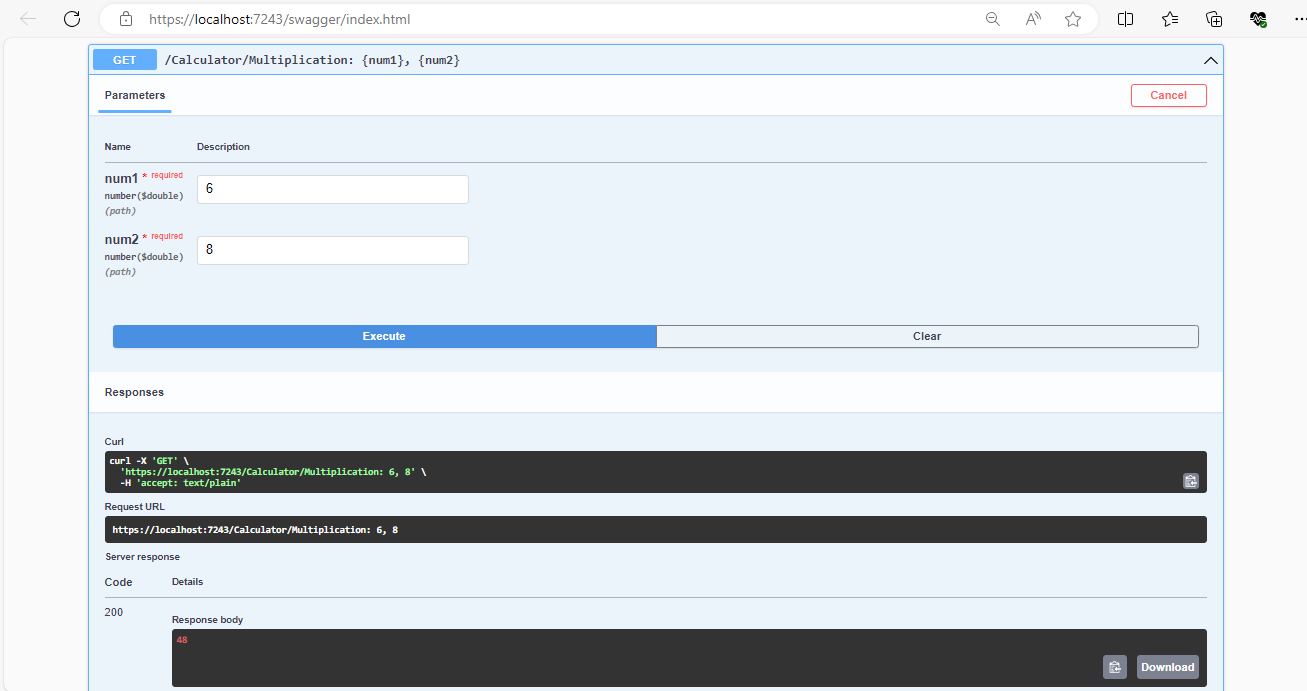 https://localhost:7243/swagger/index.html
GET /Calculator/Multiplication: {num1}, {num2}
Parameters
Cancel
Name Description
num1 * required
number($double)
(path)
6
num2 * required
number($double)
(path)
8
Execute Clear
Responses
Curl
curl -X 'GET' \
'https://localhost:7243/Calculator/Multiplication: 6, 8' \
-H 'accept: text/plain'
Request URL
https://localhost:7243/Calculator/Multiplication: 6, 8
Server response
Code Details
200
Response body
48
Download